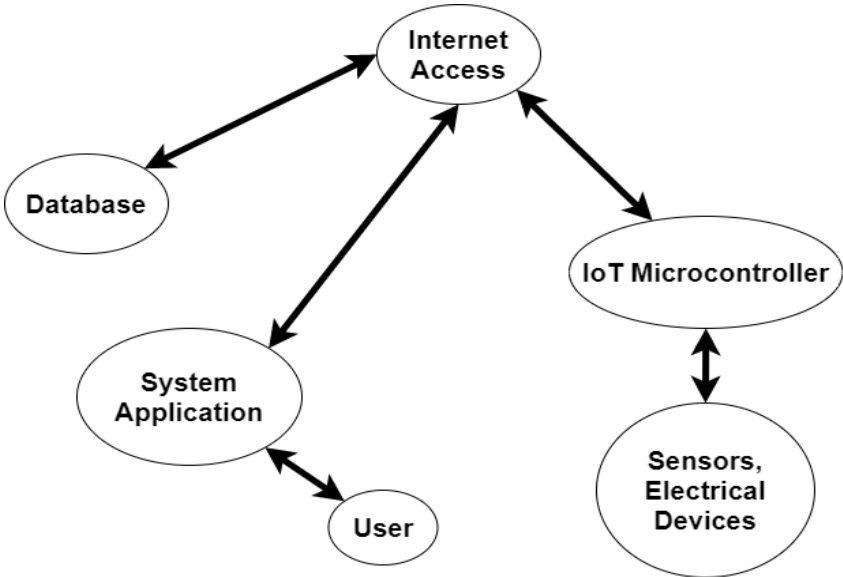 Internet
Access
Database
IoT Microcontroller
System
Application
Sensors,
Electrical
Devices
User